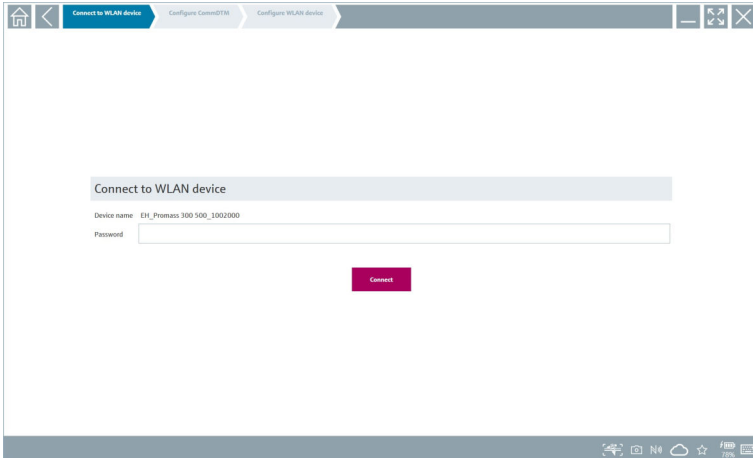 Connect to WLAN device
Configure CommDTM
Configure WLAN device
Connect to WLAN device
Device name EH_Promass 300 500_1002000
Password
Connect
78%